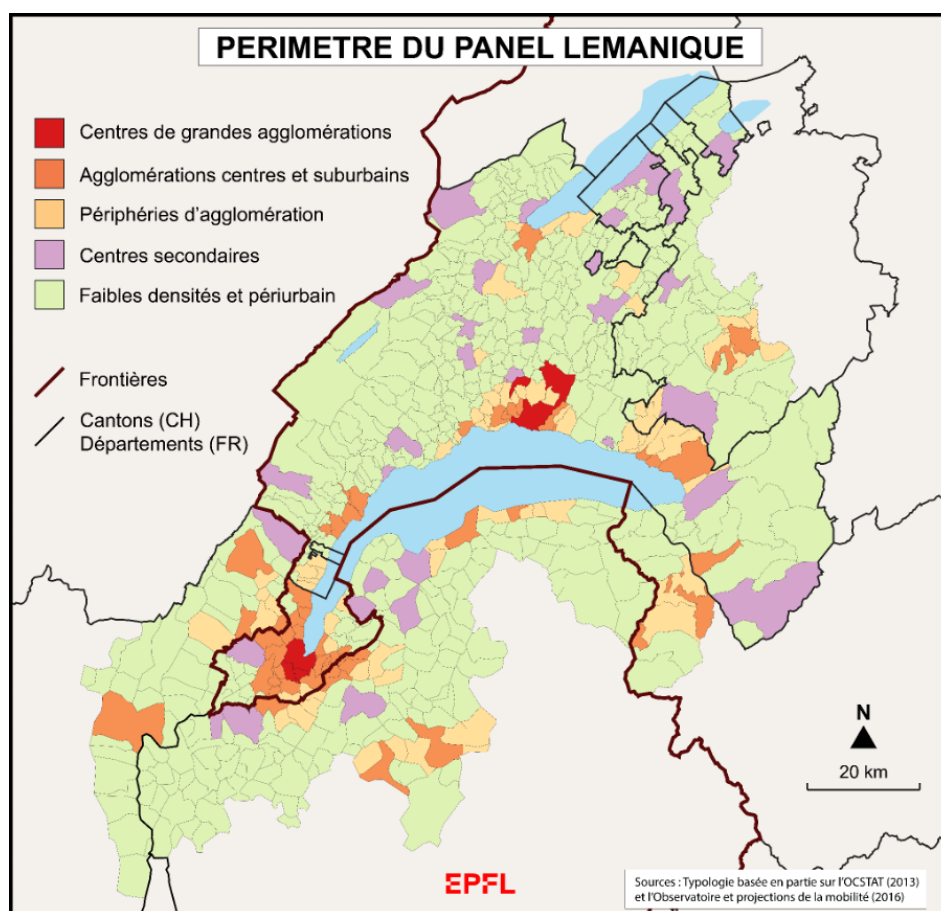 PERIMETRE DU PANEL LEMANIQUE
Centres de grandes agglomérations
Agglomérations centres et suburbains
Périphéries d'agglomération
Centres secondaires
Faibles densités et périurbain
Frontières
Cantons (CH)
Départements (FR)
N
20 km
EPFL
Sources : Typologie basée en partie sur l'OCSTAT (2013)
et l'Observatoire et projections de la mobilité (2016)